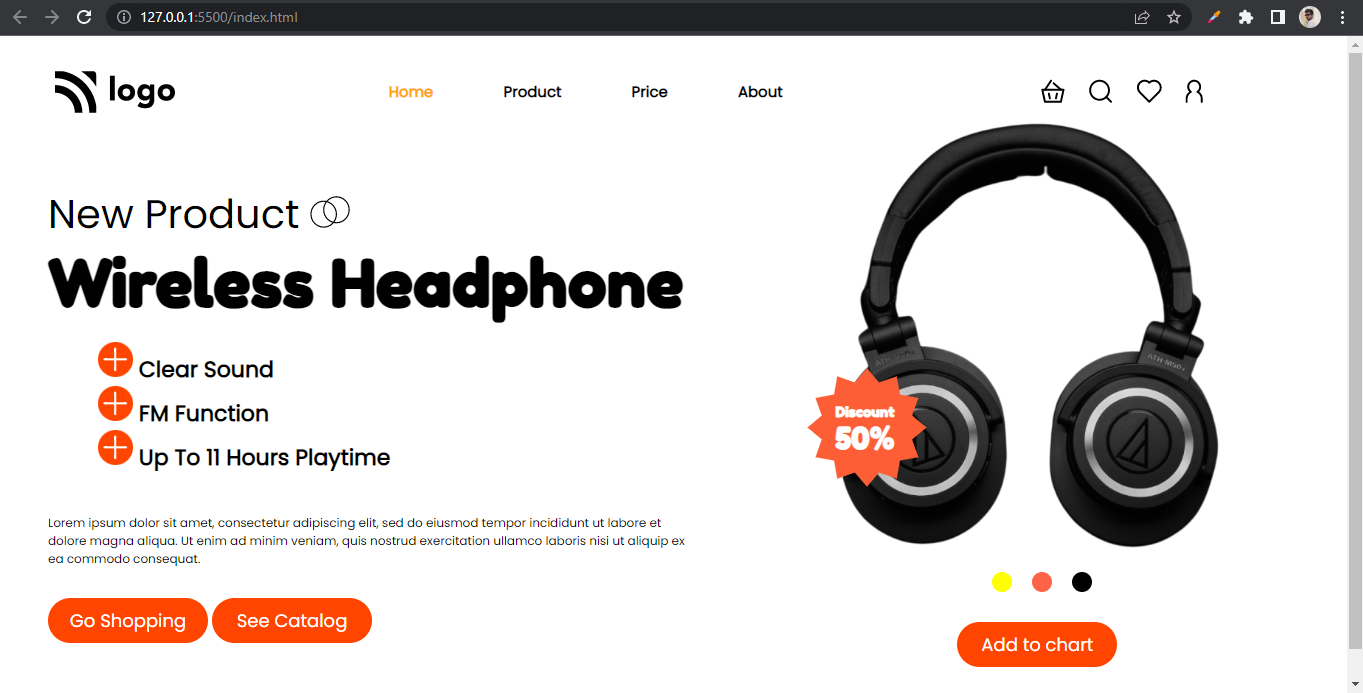 127.0.0.1:5500/index.html
logo
Home Product Price About
New Product
Wireless Headphone
Clear Sound
FM Function
Up To 11 Hours Playtime
ATH-M50x
ATH-M50x
Discount
50%
Lorem ipsum dolor sit amet, consectetur adipiscing elit, sed do eiusmod tempor incididunt ut labore et
dolore magna aliqua. Ut enim ad minim veniam, quis nostrud exercitation ullamco laboris nisi ut aliquip ex
ea commodo consequat.
Go Shopping See Catalog
Add to chart